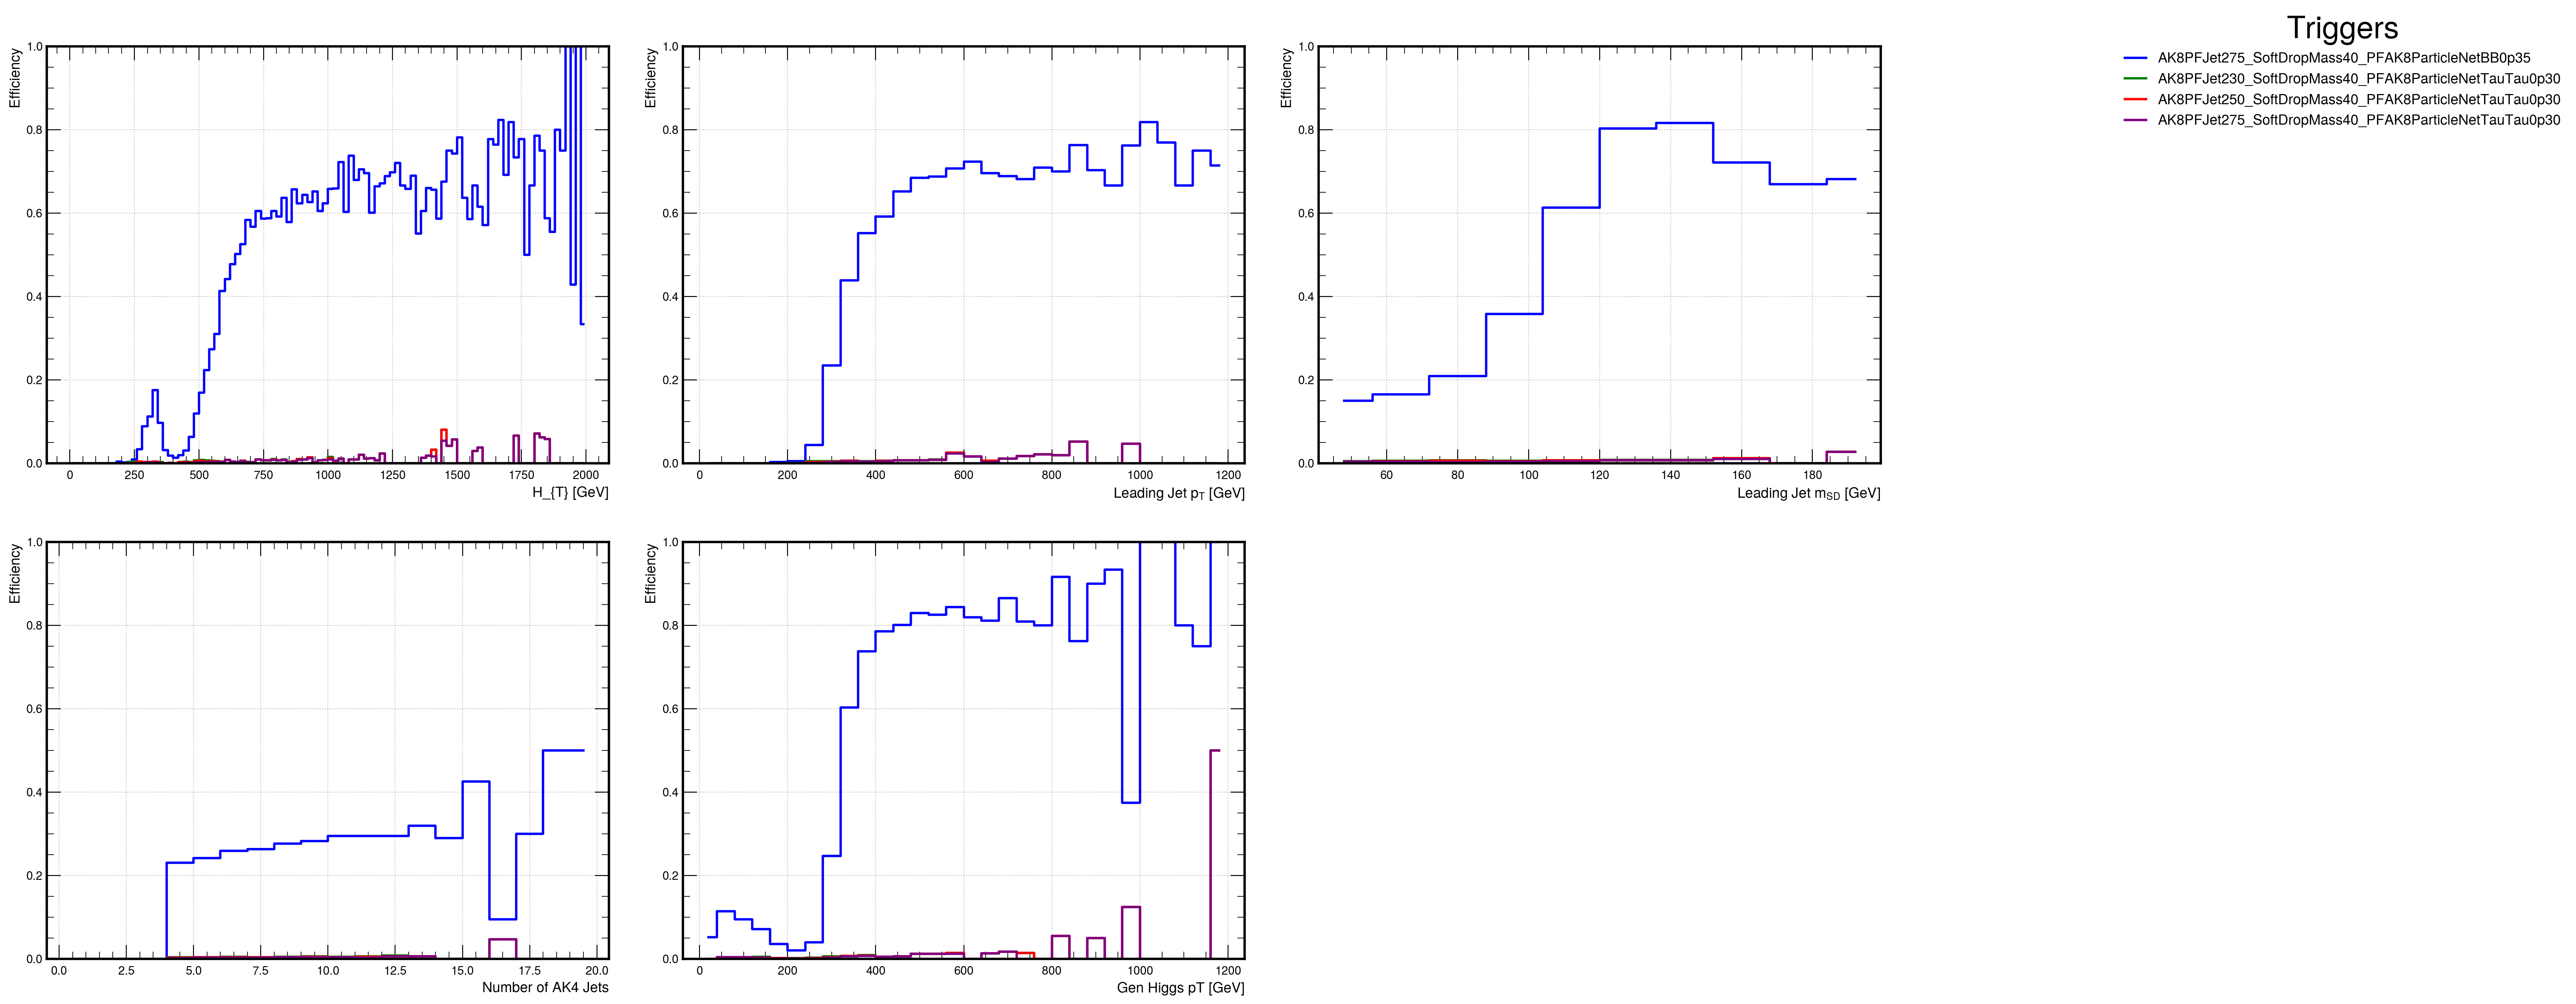 Triggers
AK8PFJet275_SoftDropMass40_PFAK8ParticleNetBB0p35
AK8PFJet230_SoftDropMass40_PFAK8ParticleNetTauTau0p30
AK8PFJet250_SoftDropMass40_PFAK8ParticleNetTauTau0p30
AK8PFJet275_SoftDropMass40_PFAK8ParticleNetTauTau0p30
Efficiency
1.0
0.8
0.6
0.4
0.2
0.0
0 250 500 750 1000 1250 1500 1750 2000
H_{T} [GeV]
Efficiency
1.0
0.8
0.6
0.4
0.2
0.0
0 200 400 600 800 1000 1200
Leading Jet pT [GeV]
Efficiency
1.0
0.8
0.6
0.4
0.2
0.0
60 80 100 120 140 160 180
Leading Jet mSD [GeV]
Efficiency
1.0
0.8
0.6
0.4
0.2
0.0
0.0 2.5 5.0 7.5 10.0 12.5 15.0 17.5 20.0
Number of AK4 Jets
Efficiency
1.0
0.8
0.6
0.4
0.2
0.0
0 200 400 600 800 1000 1200
Gen Higgs pT [GeV]